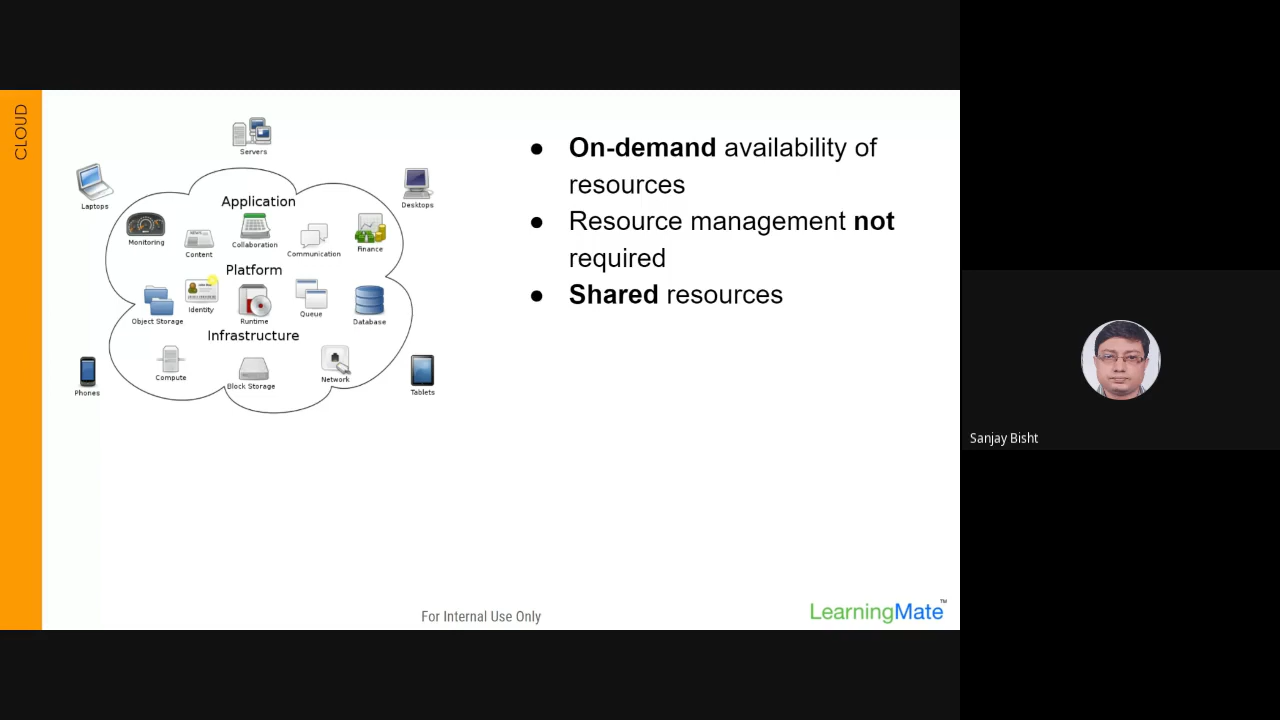 CLOUD
Servers
Laptops
Desktops
Application
Monitoring
Content
Collaboration
Communication
Finance
Platform
Object Storage
Identity
Runtime
Queue
Database
Infrastructure
Compute
Block Storage
Network
Phones
Tablets
● On-demand availability of
resources
● Resource management not
required
● Shared resources
For Internal Use Only
LearningMate™
Sanjay Bisht